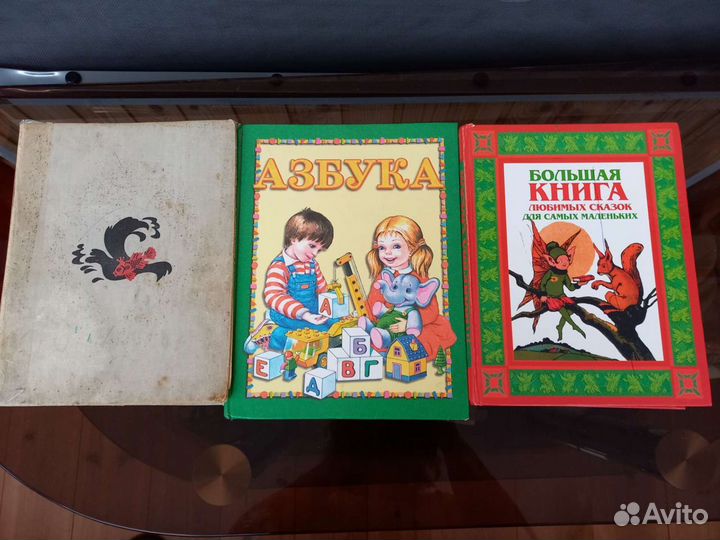 АЗБУКА
А
Б
Е
А
В
Г
БОЛЬШАЯ
КНИГА
ЛЮБИМЫХ СКАЗОК
ДЛЯ САМЫХ МАЛЕНЬКИХ
Avito